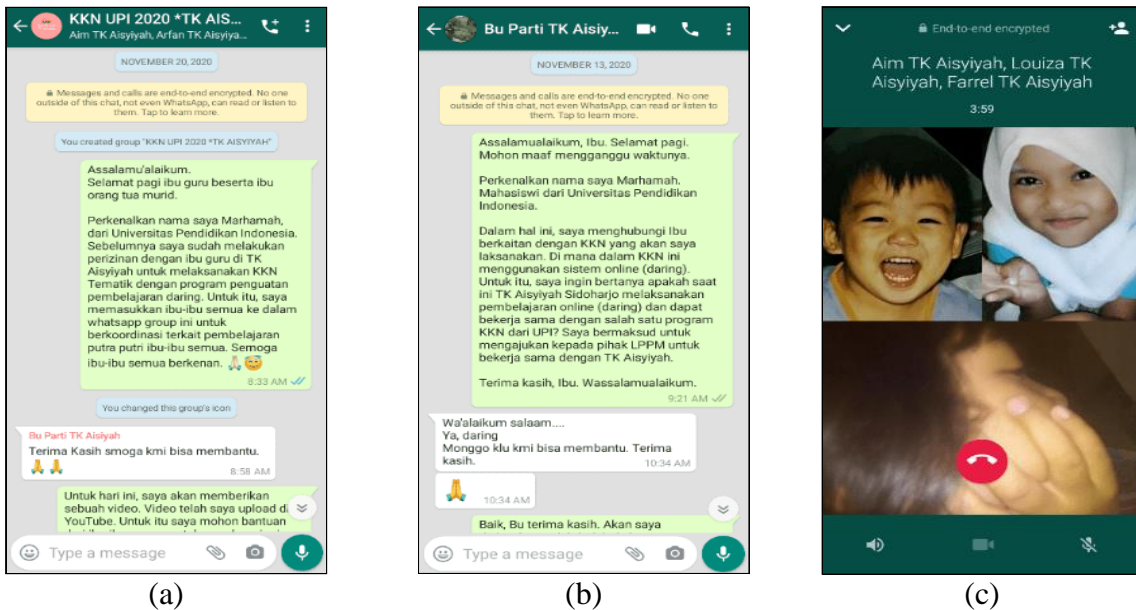 KKN UPI 2020 *TK AIS...
Aim TK Aisyiyah, Arfan TK Aisyiya...
NOVEMBER 20, 2020
Messages and calls are end-to-end encrypted. No one
outside of this chat, not even WhatsApp, can read or listen to
them. Tap to learn more.
You created group "KKN UPI 2020 *TK AISYIYAH"
Assalamu'alaikum.
Selamat pagi ibu guru beserta ibu
orang tua murid.
Perkenalkan nama saya Marhamah,
dari Universitas Pendidikan Indonesia.
Sebelumnya saya sudah melakukan
perizinan dengan ibu guru di TK
Aisyiyah untuk melaksanakan KKN
Tematik dengan program penguatan
pembelajaran daring. Untuk itu, saya
memasukkan ibu-ibu semua ke dalam
whatsapp group ini untuk
berkoordinasi terkait pembelajaran
putra putri ibu-ibu semua. Semoga
ibu-ibu semua berkenan. 🙏😇
8:33 AM
You changed this group's icon
Bu Parti TK Aisiyah
Terima Kasih smoga kmi bisa membantu.
🙏🙏
8:58 AM
Untuk hari ini, saya akan memberikan
sebuah video. Video telah saya upload di
YouTube. Untuk itu saya mohon bantuan
Type a message
(a)
Bu Parti TK Aisiy...
NOVEMBER 13, 2020
Messages and calls are end-to-end encrypted. No one
outside of this chat, not even WhatsApp, can read or listen to
them. Tap to learn more.
Assalamualaikum, Ibu. Selamat pagi.
Mohon maaf mengganggu waktunya.
Perkenalkan nama saya Marhamah.
Mahasiswi dari Universitas Pendidikan
Indonesia.
Dalam hal ini, saya menghubungi Ibu
berkaitan dengan KKN yang akan saya
laksanakan. Di mana dalam KKN ini
menggunakan sistem online (daring).
Untuk itu, saya ingin bertanya apakah saat
ini TK Aisyiyah Sidoharjo melaksanakan
pembelajaran online (daring) dan dapat
bekerja sama dengan salah satu program
KKN dari UPI? Saya bermaksud untuk
mengajukan kepada pihak LPPM untuk
bekerja sama dengan TK Aisyiyah.
Terima kasih, Ibu. Wassalamualaikum.
9:21 AM
Wa'alaikum salaam....
Ya, daring
Monggo klu kmi bisa membantu. Terima
kasih.
10:34 AM
🙏
10:34 AM
Baik, Bu terima kasih. Akan saya
Type a message
(b)
End-to-end encrypted
Aim TK Aisyiyah, Louiza TK
Aisyiyah, Farrel TK Aisyiyah
3:59
(c)